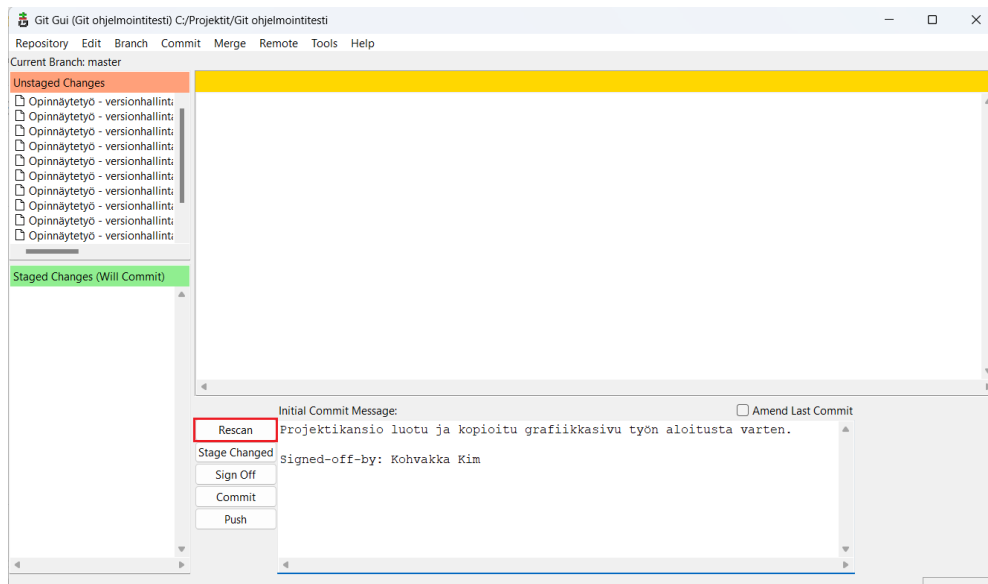 Git Gui (Git ohjelmointitesti) C:/Projektit/Git ohjelmointitesti
Repository Edit Branch Commit Merge Remote Tools Help
Current Branch: master
Unstaged Changes
Opinnäytetyö - versionhallinta
Opinnäytetyö - versionhallinta
Opinnäytetyö - versionhallinta
Opinnäytetyö - versionhallinta
Opinnäytetyö - versionhallinta
Opinnäytetyö - versionhallinta
Opinnäytetyö - versionhallinta
Opinnäytetyö - versionhallinta
Opinnäytetyö - versionhallinta
Opinnäytetyö - versionhallinta
Staged Changes (Will Commit)
Initial Commit Message:
Amend Last Commit
Rescan
Stage Changed
Sign Off
Commit
Push
Projektikansio luotu ja kopioitu grafiikkasivu työn aloitusta varten.
Signed-off-by: Kohvakka Kim